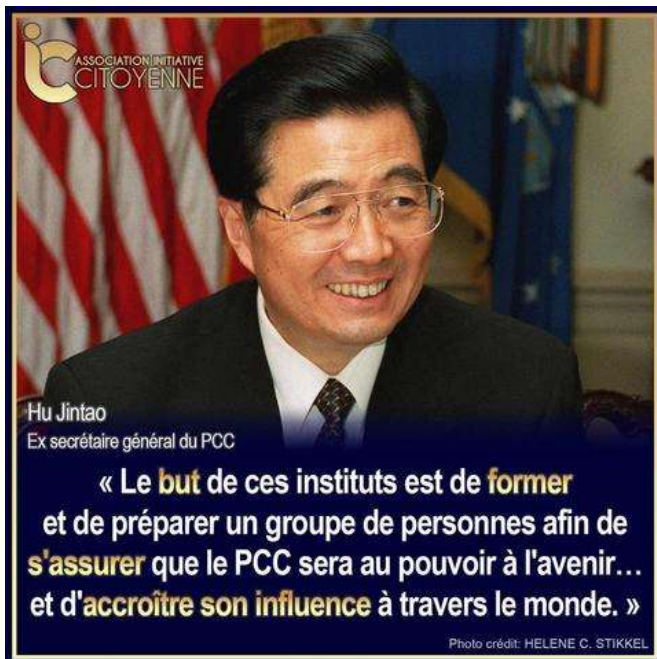 iC ASSOCIATION INITIATIVE
CITOYENNE
Hu Jintao
Ex secrétaire général du PCC
« Le but de ces instituts est de former
et de préparer un groupe de personnes afin de
s'assurer que le PCC sera au pouvoir à l'avenir...
et d'accroître son influence à travers le monde. »
Photo crédit: HELENE C. STIKKEL